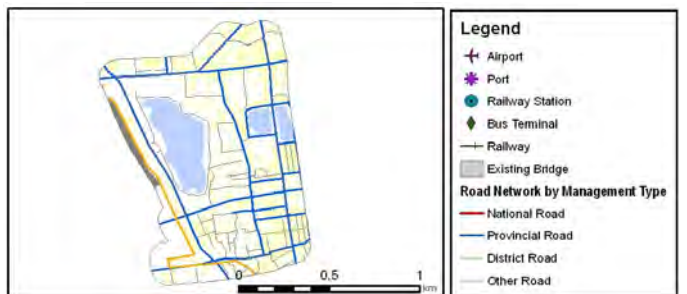 0
0.5
1
km
Legend
Airport
Port
Railway Station
Bus Terminal
Railway
Existing Bridge
Road Network by Management Type
National Road
Provincial Road
District Road
Other Road